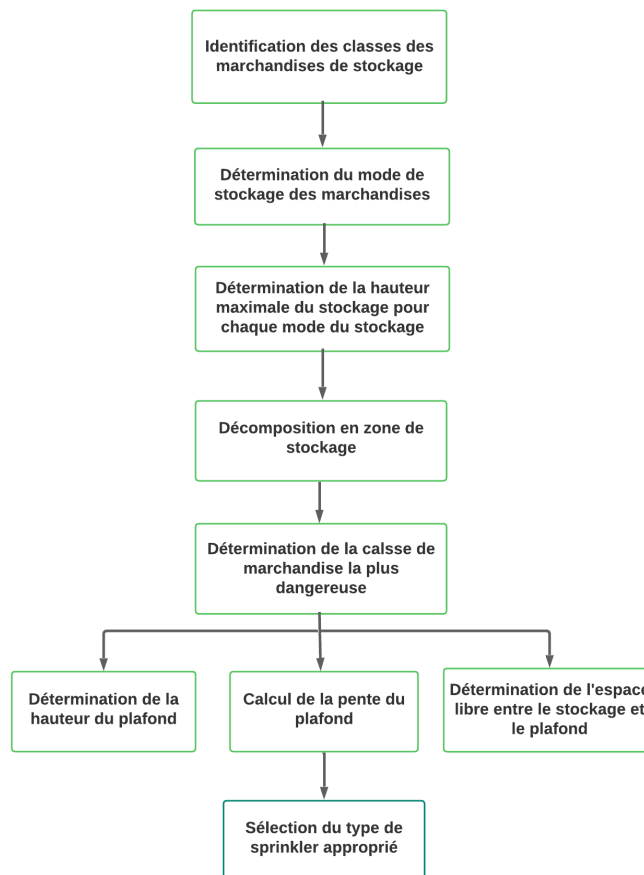 Identification des classes des
marchandises de stockage
Détermination du mode de
stockage des marchandises
Détermination de la hauteur
maximale du stockage pour
chaque mode du stockage
Décomposition en zone de
stockage
Détermination de la calsse de
marchandise la plus
dangereuse
Détermination de la
hauteur du plafond
Calcul de la pente du
plafond
Détermination de l'espace
libre entre le stockage et
le plafond
Sélection du type de
sprinkler approprié